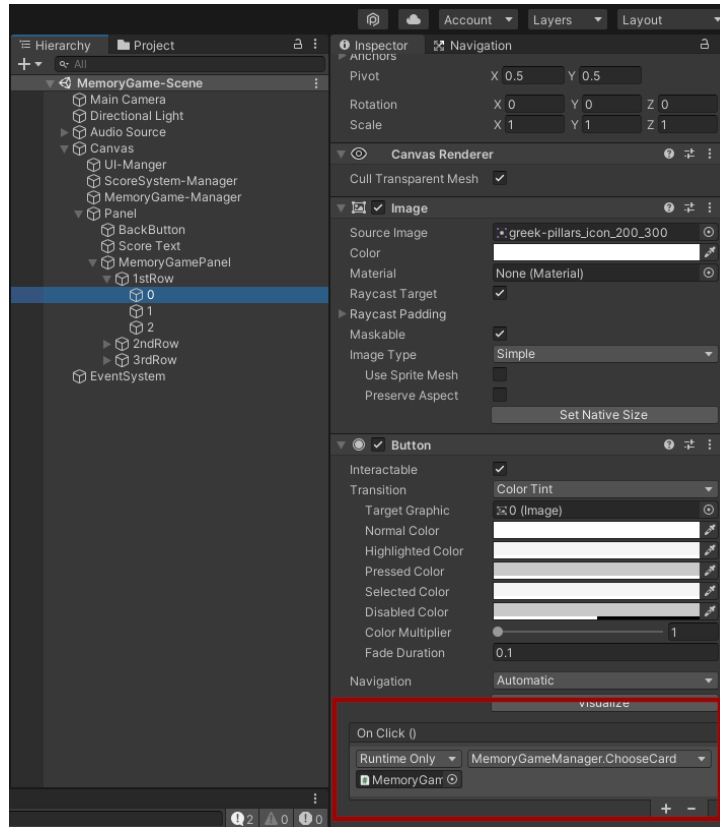 Account Layers Layout
Hierarchy Project
All
MemoryGame-Scene
Main Camera
Directional Light
Audio Source
Canvas
UI-Manger
ScoreSystem-Manager
MemoryGame-Manager
Panel
BackButton
Score Text
MemoryGamePanel
1stRow
0
1
2
2ndRow
3rdRow
EventSystem
2 0 0
Inspector Navigation
Anchors
Pivot X 0.5 Y 0.5
Rotation X 0 Y 0 Z 0
Scale X 1 Y 1 Z 1
Canvas Renderer
Cull Transparent Mesh
Image
Source Image greek-pillars_icon_200_300
Color
Material None (Material)
Raycast Target
Raycast Padding
Maskable
Image Type Simple
Use Sprite Mesh
Preserve Aspect
Set Native Size
Button
Interactable
Transition Color Tint
Target Graphic 0 (Image)
Normal Color
Highlighted Color
Pressed Color
Selected Color
Disabled Color
Color Multiplier 1
Fade Duration 0.1
Navigation Automatic
Visualize
On Click ()
Runtime Only MemoryGameManager.ChooseCard
MemoryGam
+ −